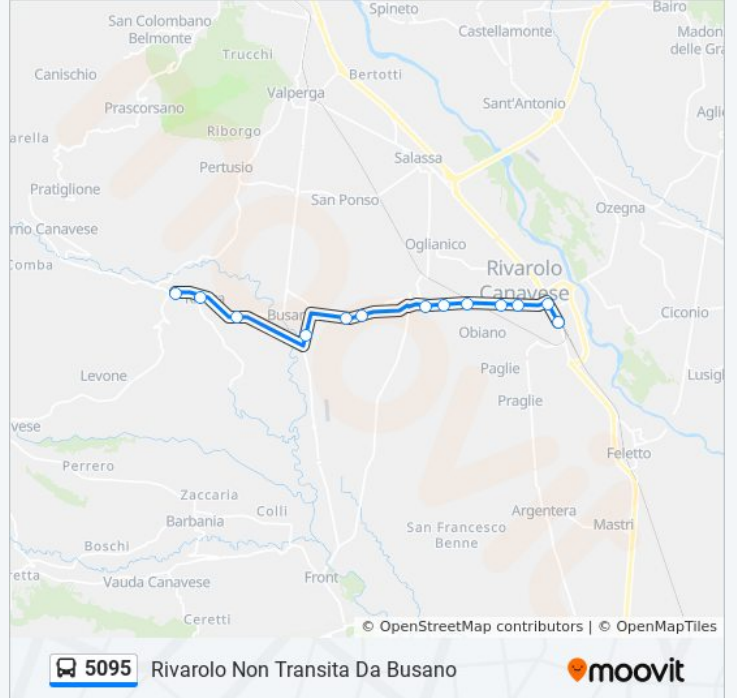 Spineto
Bairo
San Colombano
Belmonte
Castellamonte
Madon
delle Gra
Trucchi
Bertotti
Canischio
Valperga
Sant'Antonio
Prascorsano
Aglie
Riborgo
arella
Salassa
Pertusio
Pratiglione
San Ponso
Ozegna
rno Canavese
Oglianico
Comba
Rivarolo
Canavese
Busan
Ciconio
Obiano
Levone
Paglie
Lusigl
Praglie
vese
Feletto
Perrero
Zaccaria
Colli
Argentera
Barbania
San Francesco
Benne
Mastri
Boschi
retta
Vauda Canavese
Front
Ceretti
© OpenStreetMap contributors | © OpenMapTiles
5095 Rivarolo Non Transita Da Busano
moovit